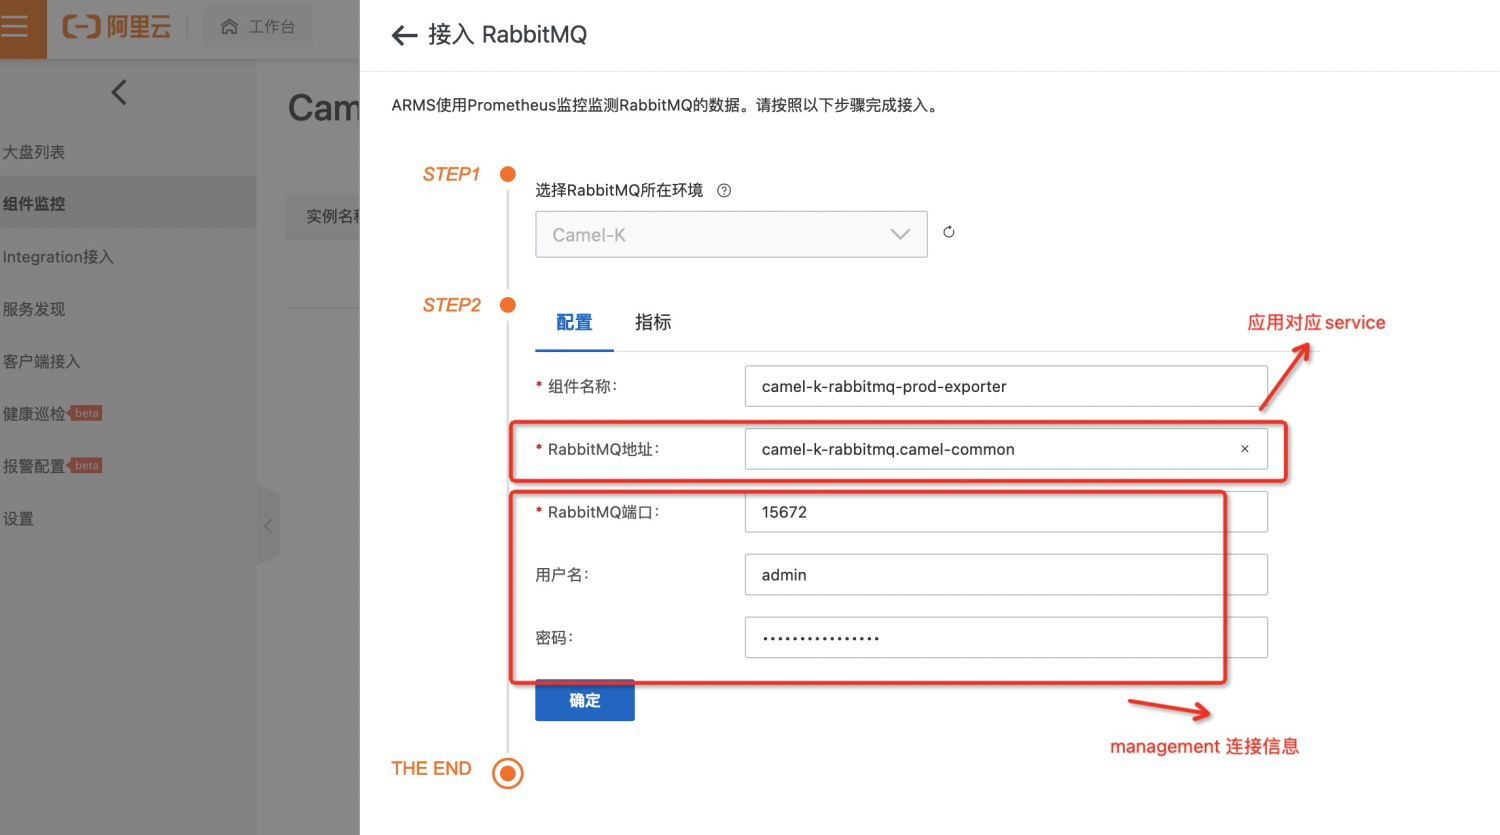 阿里云
工作台
Cam
大盘列表
组件监控
实例名称
Integration接入
服务发现
客户端接入
健康巡检 beta
报警配置 beta
设置
接入 RabbitMQ
ARMS使用Prometheus监控监测RabbitMQ的数据。请按照以下步骤完成接入。
STEP1
选择RabbitMQ所在环境
Camel-K
STEP2
配置 指标
应用对应service
* 组件名称：
camel-k-rabbitmq-prod-exporter
* RabbitMQ地址：
camel-k-rabbitmq.camel-common
* RabbitMQ端口：
15672
用户名：
admin
密码：
确定
management 连接信息
THE END